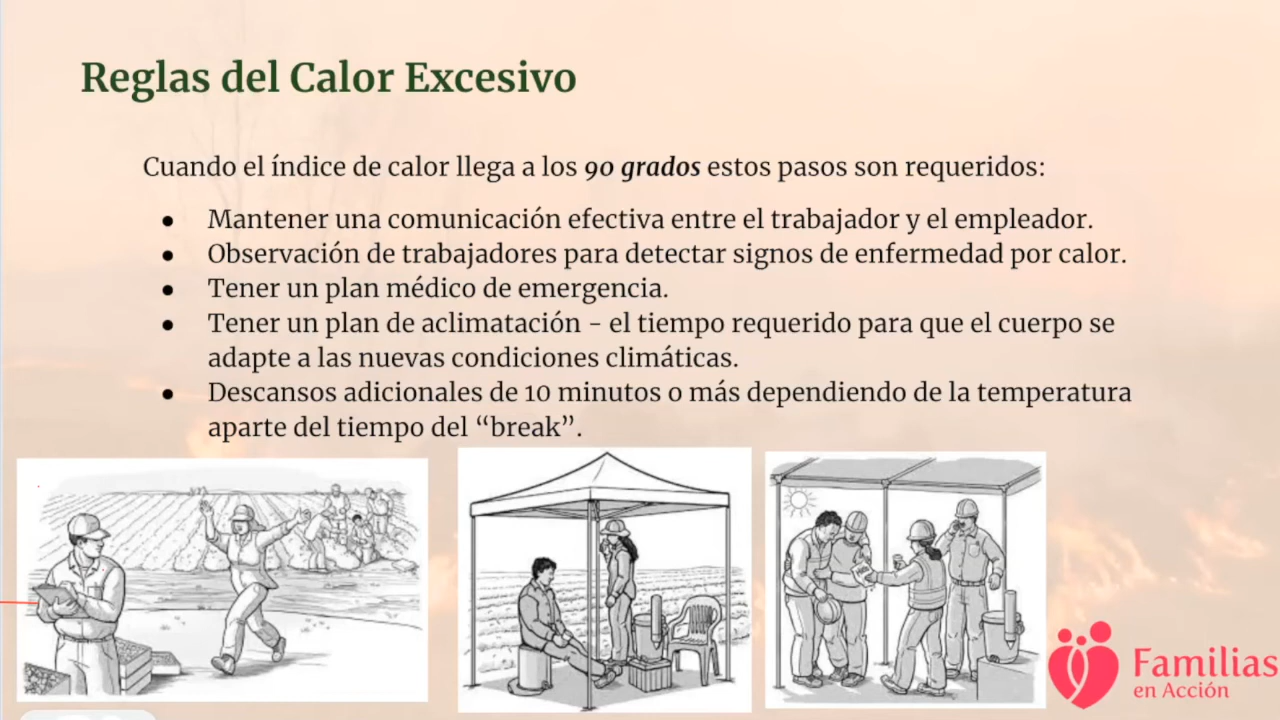 Reglas del Calor Excesivo
Cuando el índice de calor llega a los 90 grados estos pasos son requeridos:
● Mantener una comunicación efectiva entre el trabajador y el empleador.
● Observación de trabajadores para detectar signos de enfermedad por calor.
● Tener un plan médico de emergencia.
● Tener un plan de aclimatación - el tiempo requerido para que el cuerpo se
adapte a las nuevas condiciones climáticas.
● Descansos adicionales de 10 minutos o más dependiendo de la temperatura
aparte del tiempo del “break”.
Familias
en Acción